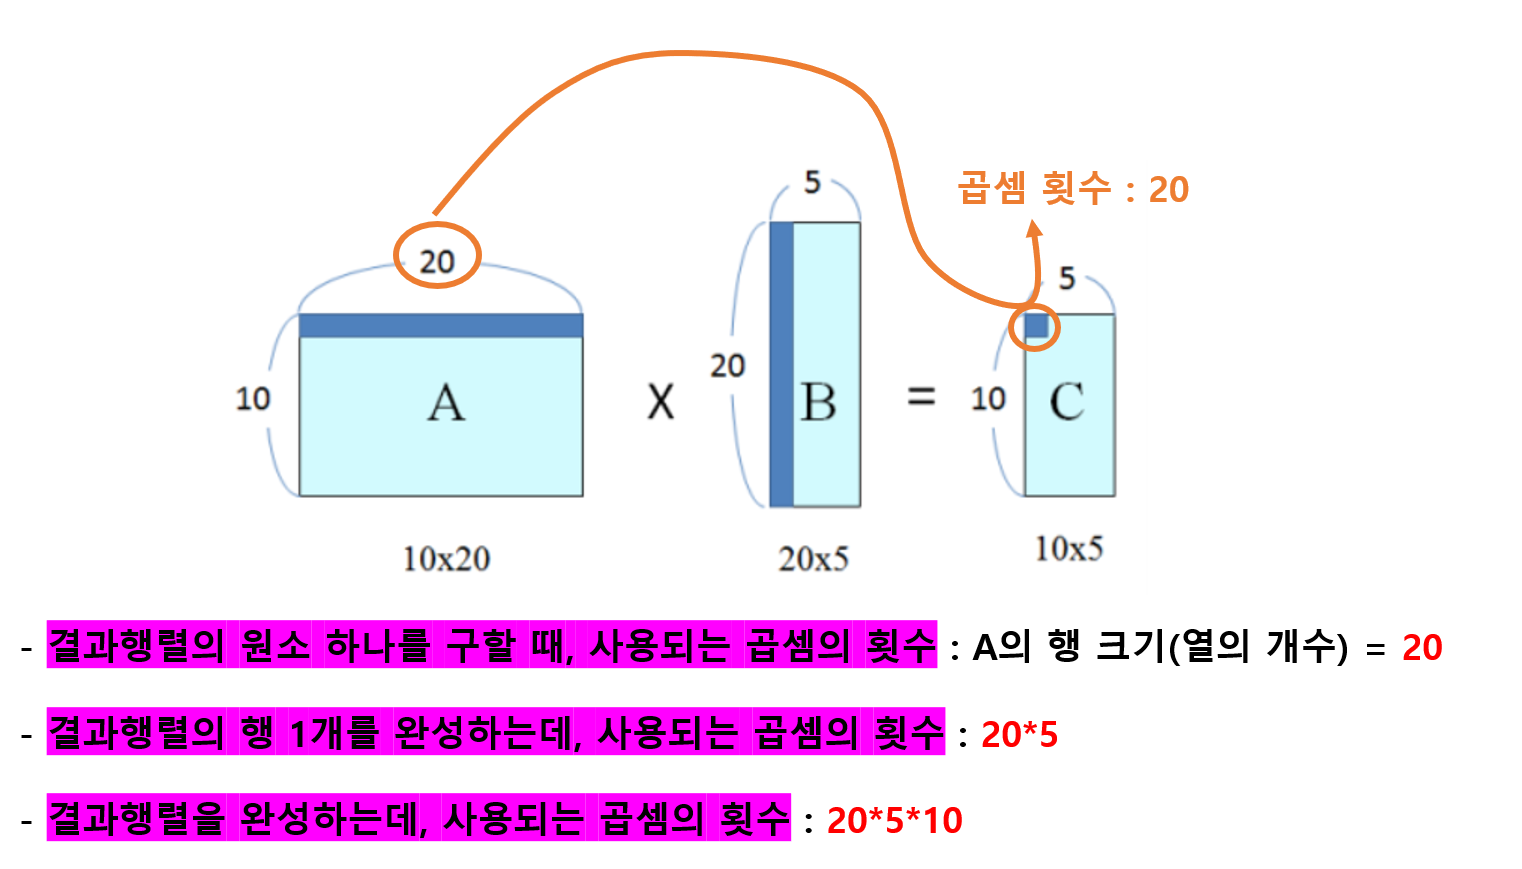 곱셈 횟수 : 20
5
20
5
10
A
X
20
B
=
10
C
10x20
20x5
10x5
- 결과행렬의 원소 하나를 구할 때, 사용되는 곱셈의 횟수 : A의 행 크기(열의 개수) = 20
- 결과행렬의 행 1개를 완성하는데, 사용되는 곱셈의 횟수 : 20*5
- 결과행렬을 완성하는데, 사용되는 곱셈의 횟수 : 20*5*10